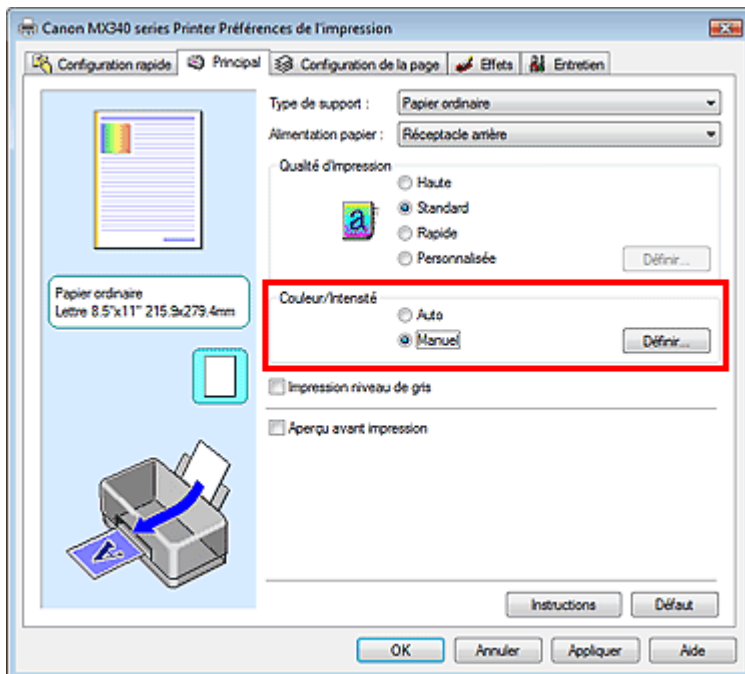 Canon MX340 series Printer Préférences de l'impression
Configuration rapide Principal Configuration de la page Effets Entretien
Type de support : Papier ordinaire
Alimentation papier : Réceptacle arrière
Qualité d'impression
Haute
a Standard
Rapide
Personnalisée Définir...
Papier ordinaire
Lettre 8.5"x11" 215.9x279.4mm
Couleur/Intensité
Auto
Manuel Définir...
Impression niveau de gris
Aperçu avant impression
A
Instructions Défaut
OK Annuler Appliquer Aide